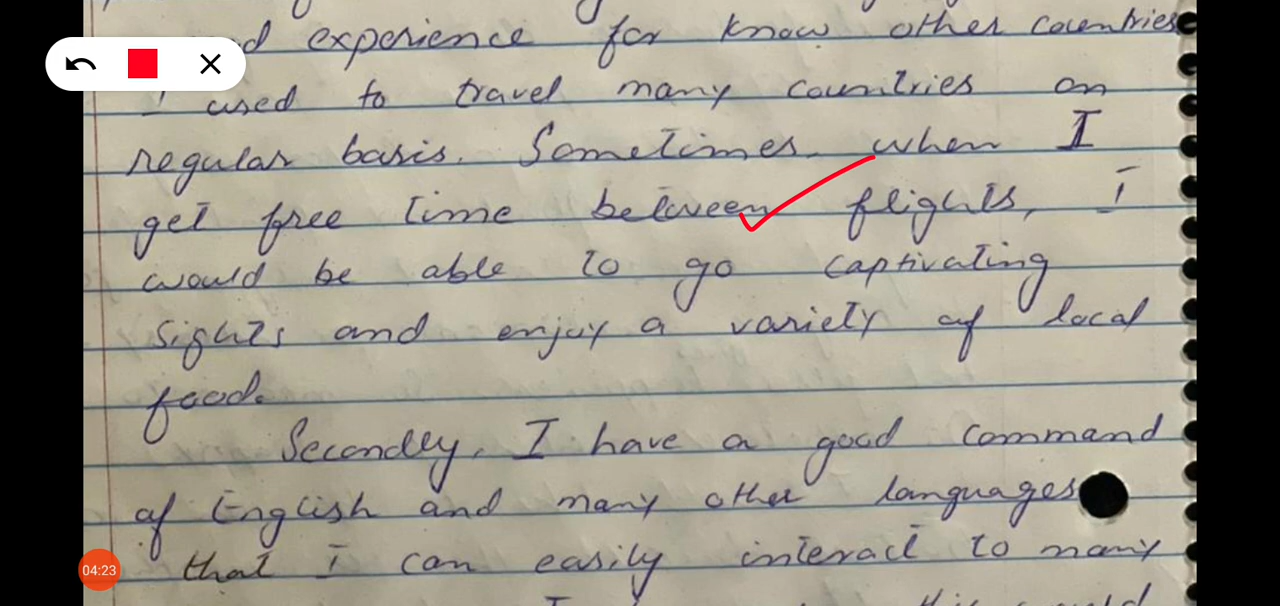 experience for know other countries
I used to travel many countries on
regular basis. Sometimes when I
get free time between flights, I
would be able to go captivating
sights and enjoy a variety of local
food.
Secondly, I have a good command
of English and many other languages
that I can easily interact to many
04:23